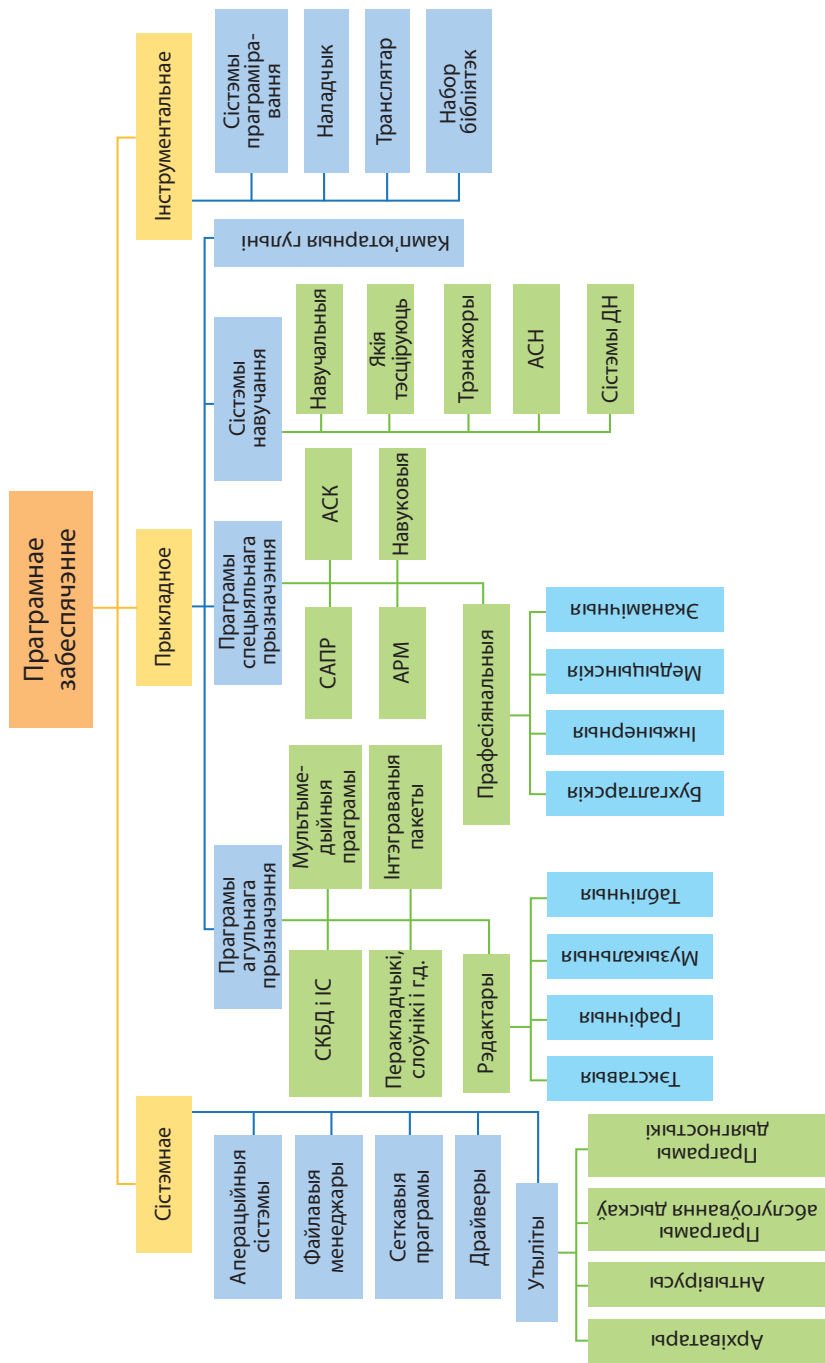 Праграмнае
забеспячэнне
Сістэмнае
Прыкладное
Інструментальнае
Аперацыйныя
сістэмы
Файлавыя
менеджары
Сеткавыя
праграмы
Драйверы
Утыліты
Архіватары
Антывірусы
Праграмы
абслугоўвання дыскаў
Праграмы
дыягностыкі
Праграмы
агульнага
прызначэння
СКБД і ІС
Мультыме-
дыйныя
праграмы
Перакладчыкі,
слоўнікі і г.д.
Інтэграваныя
пакеты
Рэдактары
Тэкставыя
Графічныя
Музыкальныя
Таблічныя
Праграмы
спецыяльнага
прызначэння
САПР
АСК
АРМ
Навуковыя
Прафесіянальныя
Бухгалтарскія
Інжынерныя
Медыцынскія
Эканамічныя
Сістэмы
навучання
Навучальныя
Якія
тэсціруюць
Трэнажоры
АСН
Сістэмы ДН
Камп'ютарныя гульні
Сістэмы
праграміра-
вання
Наладчык
Транслятар
Набор
бібліятэк